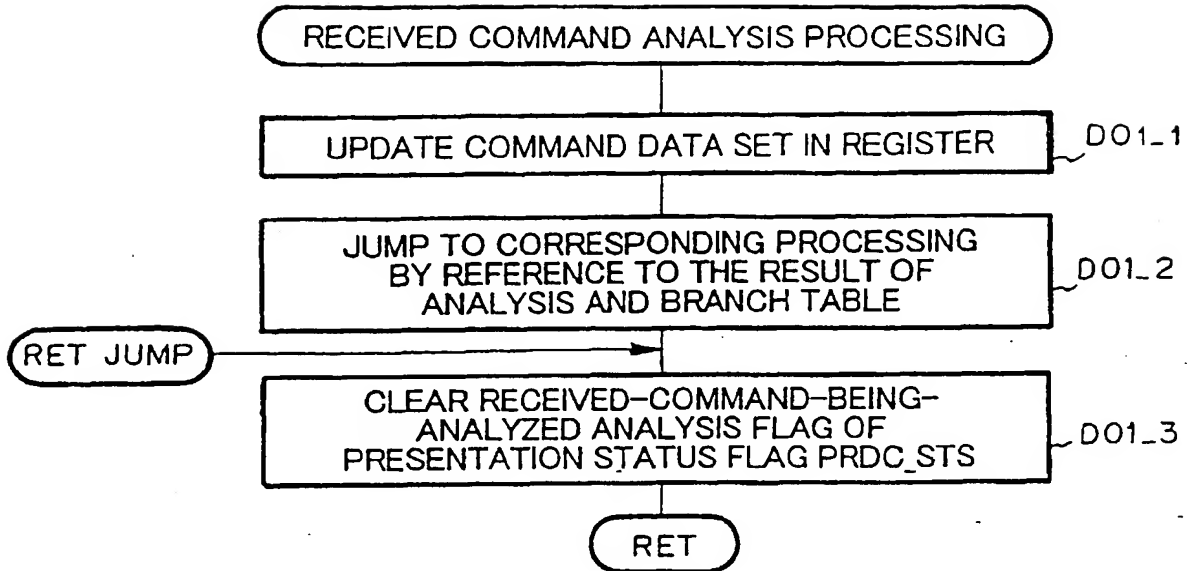 RECEIVED COMMAND ANALYSIS PROCESSING
UPDATE COMMAND DATA SET IN REGISTER
D01_1
JUMP TO CORRESPONDING PROCESSING
BY REFERENCE TO THE RESULT OF
ANALYSIS AND BRANCH TABLE
D01_2
RET JUMP
CLEAR RECEIVED-COMMAND-BEING-
ANALYZED ANALYSIS FLAG OF
PRESENTATION STATUS FLAG PRDC_STS
D01_3
RET